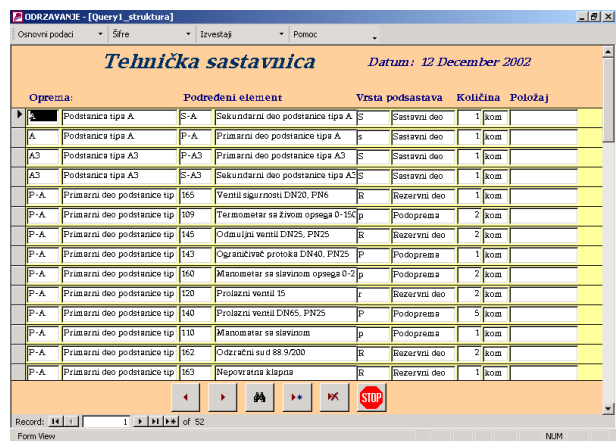 ODRZAVANJE - [Query1_struktura]
Osnovni podaci Šifre Izvestaji Pomoc
Tehnička sastavnica Datum: 12 December 2002
Oprema: Podređeni element Vrsta podsastava Količina Položaj
A Podstanica tipa A S-A Sekundarni deo podstanice tipa A S Sastavni deo 1 kom
A Podstanica tipa A P-A Primarni deo podstanice tipa A s Sastavni deo 1 kom
A3 Podstanica tipa A3 P-A3 Primarni deo podstanice tipa A3 S Sastavni deo 1 kom
A3 Podstanica tipa A3 S-A3 Sekundarni deo podstanice tipa A3 S Sastavni deo 1 kom
P-A Primarni deo podstanice tip 165 Ventil sigurnosti DN20, PN6 R Rezervni deo 1 kom
P-A Primarni deo podstanice tip 109 Termometar sa živom opsega 0-150 p Podoprema 2 kom
P-A Primarni deo podstanice tip 145 Odmuljni ventil DN25, PN25 R Rezervni deo 2 kom
P-A Primarni deo podstanice tip 143 Ograničivač protoka DN40, PN25 P Podoprema 1 kom
P-A Primarni deo podstanice tip 160 Manometar sa slavinom opsega 0-2 p Podoprema 2 kom
P-A Primarni deo podstanice tip 120 Prolazni ventil 15 r Rezervni deo 2 kom
P-A Primarni deo podstanice tip 140 Prolazni ventil DN65, PN25 P Podoprema 5 kom
P-A Primarni deo podstanice tip 110 Manometar sa slavinom p Podoprema 1 kom
P-A Primarni deo podstanice tip 162 Odzračni sud 88.9/200 R Rezervni deo 2 kom
P-A Primarni deo podstanice tip 163 Nepovratna klapna R Rezervni deo 1 kom
STOP
Record: 1 of 52
Form View NUM